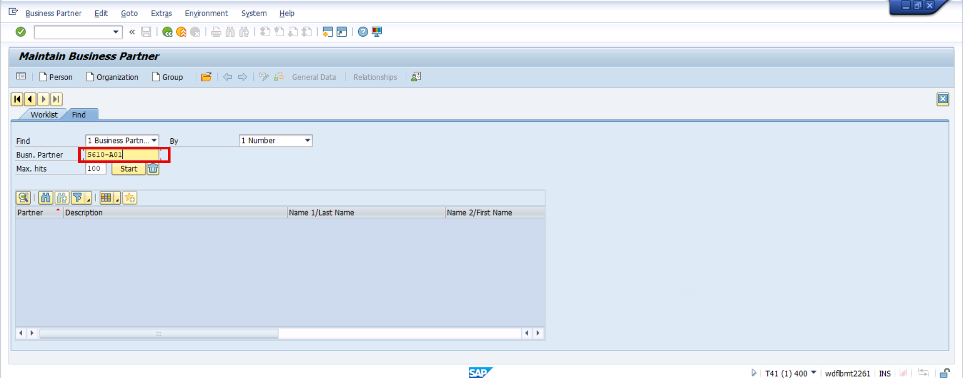 Business Partner Edit Goto Extras Environment System Help
Maintain Business Partner
Person Organization Group General Data Relationships
Worklist Find
Find 1 Business Partn... By 1 Number
Busn. Partner 5610-A01
Max. hits 100 Start
Partner Description Name 1/Last Name Name 2/First Name
SAP T41 (1) 400 wdflbmt2261 INS